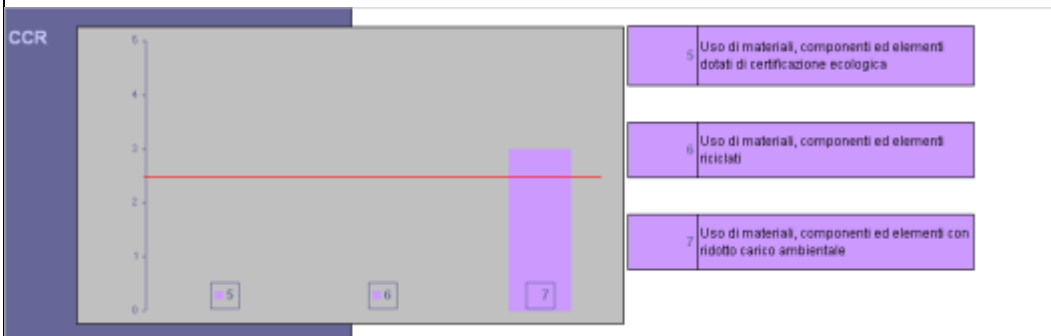 CCR
5
4
3
2
1
0
5
6
7
5
Uso di materiali, componenti ed elementi
dotati di certificazione ecologica
6
Uso di materiali, componenti ed elementi
riciclati
7
Uso di materiali, componenti ed elementi con
ridotto carico ambientale